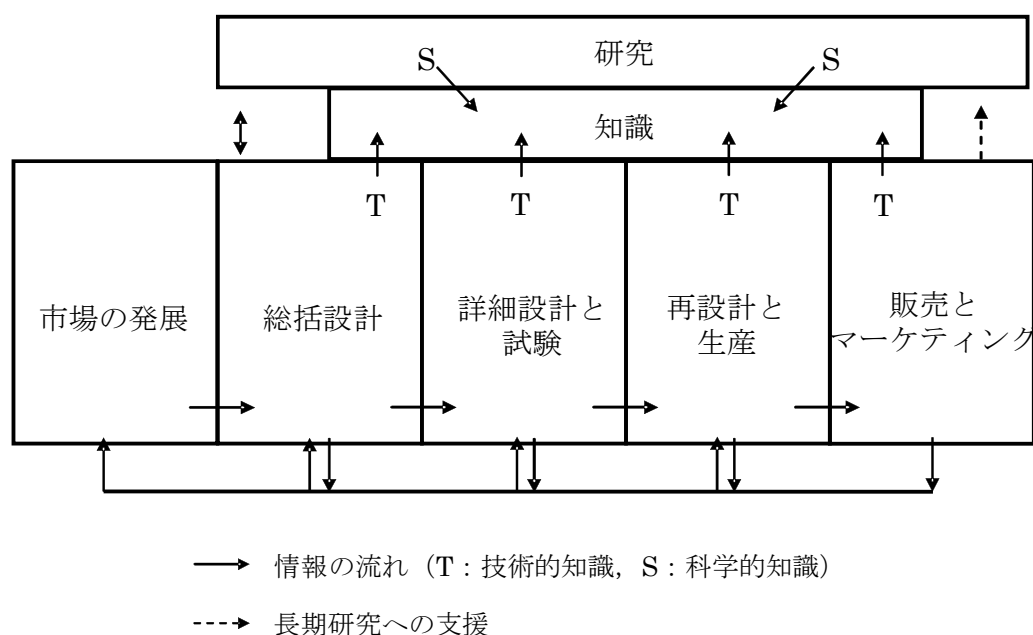 研究
S
S
知識
T
T
T
T
市場の発展
総括設計
詳細設計と
試験
再設計と
生産
販売と
マーケティング
情報の流れ（T：技術的知識，S：科学的知識）
長期研究への支援